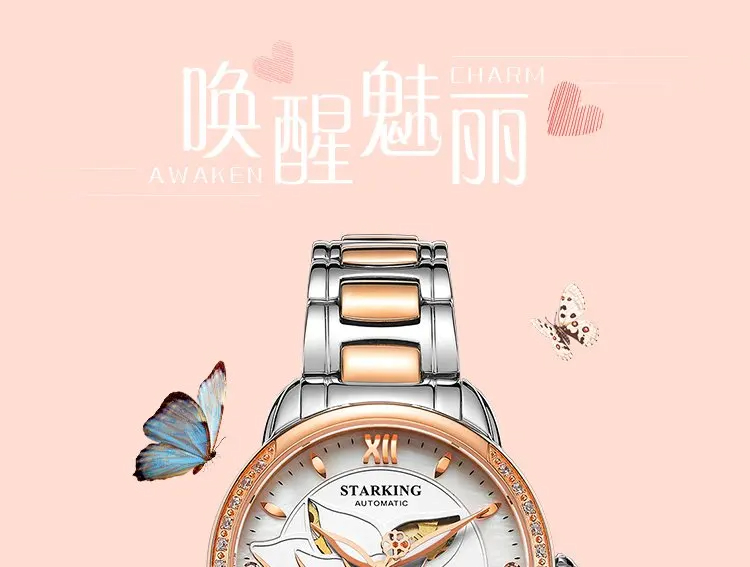 唤醒魅丽
CHARM
AWAKEN
XII
STARKING
AUTOMATIC